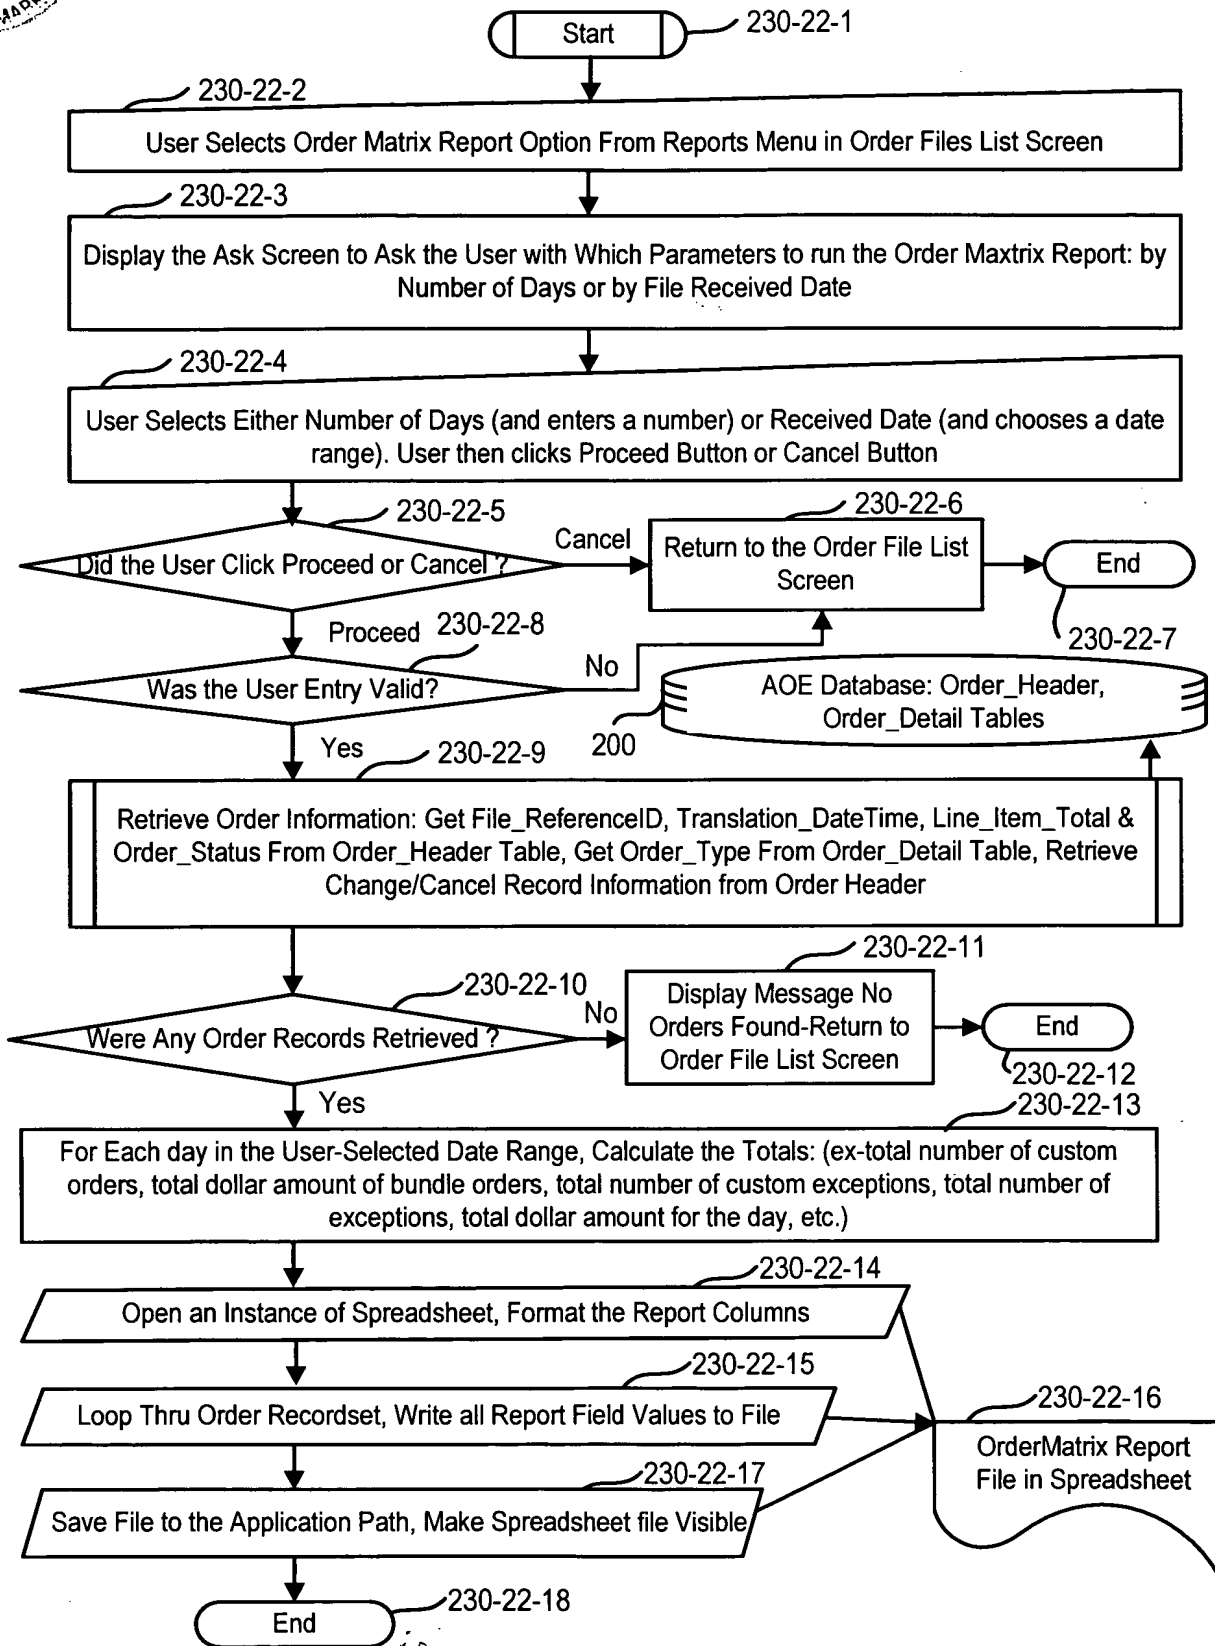 Start
230-22-1
230-22-2
User Selects Order Matrix Report Option From Reports Menu in Order Files List Screen
230-22-3
Display the Ask Screen to Ask the User with Which Parameters to run the Order Maxtrix Report: by
Number of Days or by File Received Date
230-22-4
User Selects Either Number of Days (and enters a number) or Received Date (and chooses a date
range). User then clicks Proceed Button or Cancel Button
230-22-5
Did the User Click Proceed or Cancel ?
Cancel
230-22-6
Return to the Order File List
Screen
End
230-22-7
Proceed
230-22-8
Was the User Entry Valid?
No
AOE Database: Order_Header,
Order_Detail Tables
200
Yes
230-22-9
Retrieve Order Information: Get File_ReferenceID, Translation_DateTime, Line_Item_Total &
Order_Status From Order_Header Table, Get Order_Type From Order_Detail Table, Retrieve
Change/Cancel Record Information from Order Header
230-22-10
Were Any Order Records Retrieved ?
No
230-22-11
Display Message No
Orders Found-Return to
Order File List Screen
End
230-22-12
Yes
230-22-13
For Each day in the User-Selected Date Range, Calculate the Totals: (ex-total number of custom
orders, total dollar amount of bundle orders, total number of custom exceptions, total number of
exceptions, total dollar amount for the day, etc.)
230-22-14
Open an Instance of Spreadsheet, Format the Report Columns
230-22-15
Loop Thru Order Recordset, Write all Report Field Values to File
230-22-16
OrderMatrix Report
File in Spreadsheet
230-22-17
Save File to the Application Path, Make Spreadsheet file Visible
End
230-22-18